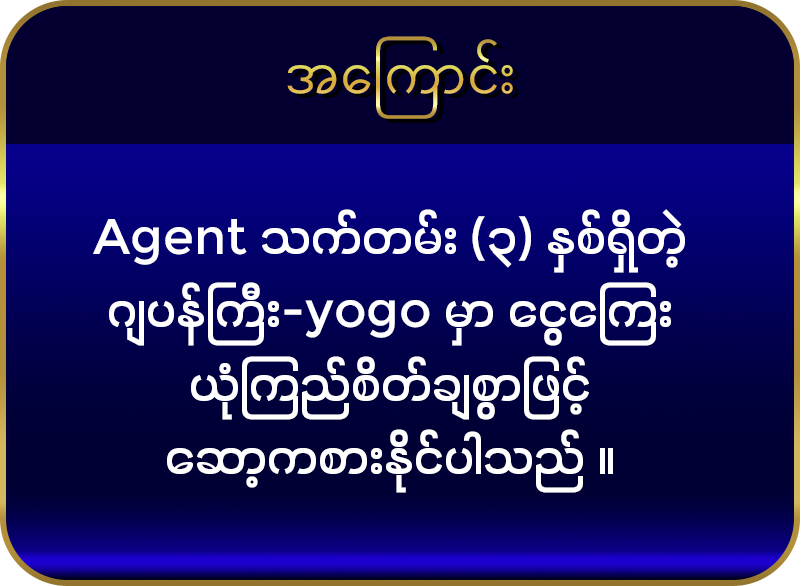 အကြောင်း
Agent သက်တမ်း (၃) နှစ်ရှိတဲ့
ဂျပန်ကြီး-yogo မှာ ငွေကြေး
ယုံကြည်စိတ်ချစွာဖြင့်
ဆော့ကစားနိုင်ပါသည် ။